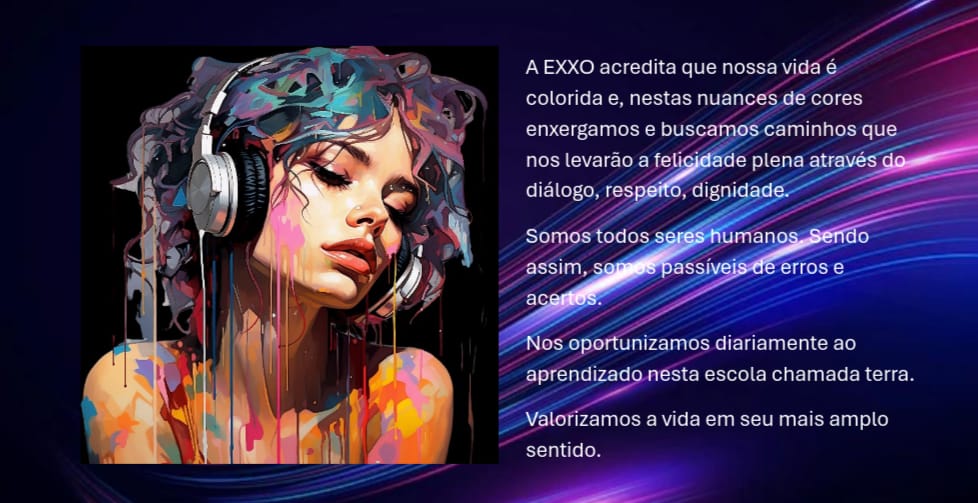 A EXXO acredita que nossa vida é
colorida e, nestas nuances de cores
enxergamos e buscamos caminhos que
nos levarão a felicidade plena através do
diálogo, respeito, dignidade.
Somos todos seres humanos. Sendo
assim, somos passíveis de erros e
acertos.
Nos oportunizamos diariamente ao
aprendizado nesta escola chamada terra.
Valorizamos a vida em seu mais amplo
sentido.